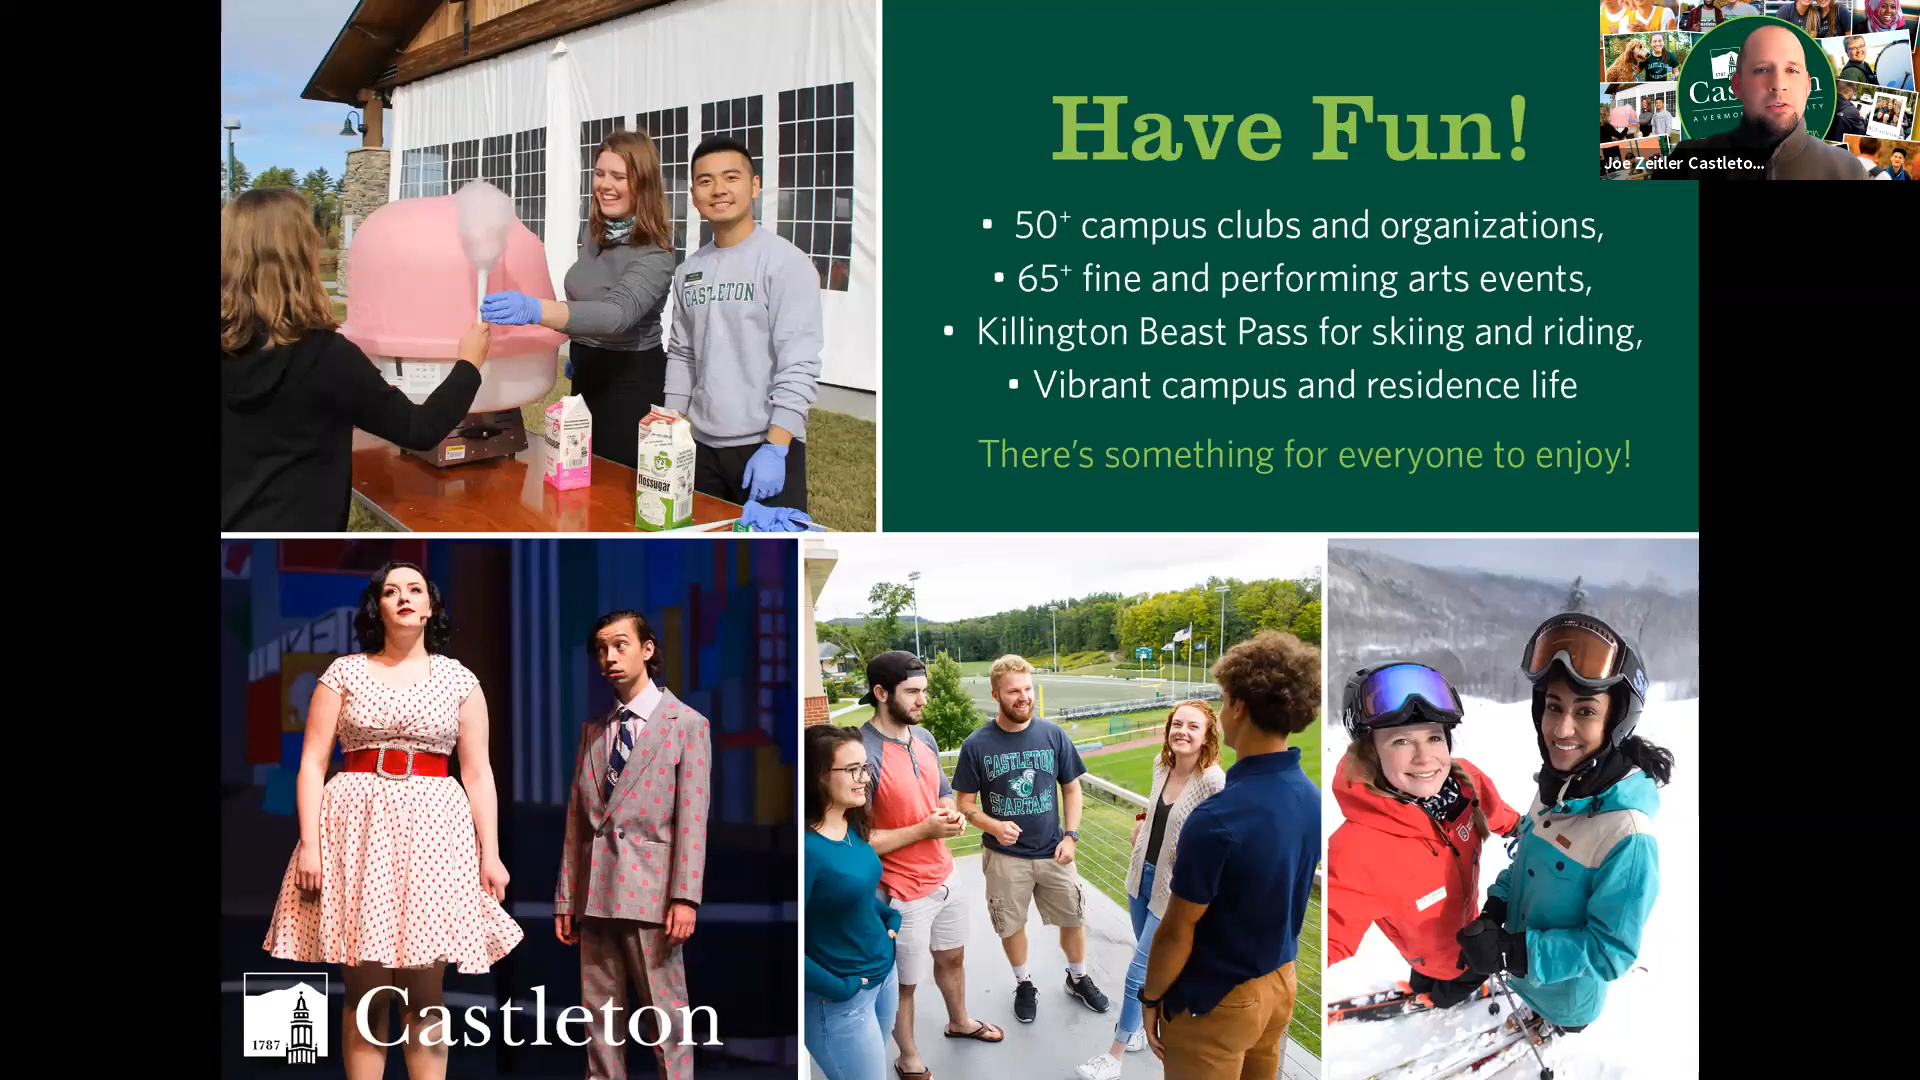 Have Fun!
• 50+ campus clubs and organizations,
• 65+ fine and performing arts events,
• Killington Beast Pass for skiing and riding,
• Vibrant campus and residence life
There's something for everyone to enjoy!
Joe Zeitler Castleto...
CASTLETON
flossugar
CASTLETON
SPARTANS
1787
Castleton